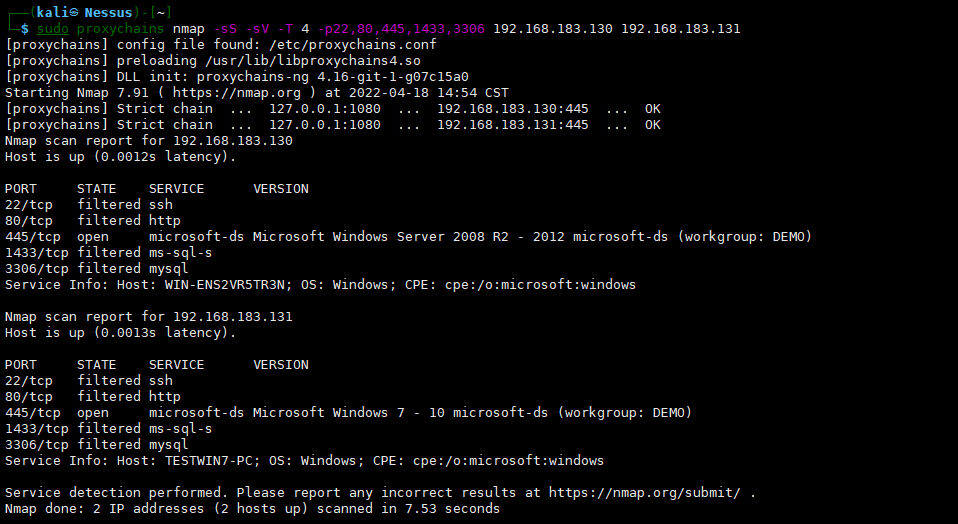 ┌──(kali㉿Nessus)-[~]
└─$ sudo proxychains nmap -sS -sV -T 4 -p22,80,445,1433,3306 192.168.183.130 192.168.183.131
[proxychains] config file found: /etc/proxychains.conf
[proxychains] preloading /usr/lib/libproxychains4.so
[proxychains] DLL init: proxychains-ng 4.16-git-1-g07c15a0
Starting Nmap 7.91 ( https://nmap.org ) at 2022-04-18 14:54 CST
[proxychains] Strict chain  ...  127.0.0.1:1080  ...  192.168.183.130:445  ...  OK
[proxychains] Strict chain  ...  127.0.0.1:1080  ...  192.168.183.131:445  ...  OK
Nmap scan report for 192.168.183.130
Host is up (0.0012s latency).

PORT     STATE    SERVICE      VERSION
22/tcp   filtered ssh
80/tcp   filtered http
445/tcp  open     microsoft-ds Microsoft Windows Server 2008 R2 - 2012 microsoft-ds (workgroup: DEMO)
1433/tcp filtered ms-sql-s
3306/tcp filtered mysql
Service Info: Host: WIN-ENS2VR5TR3N; OS: Windows; CPE: cpe:/o:microsoft:windows

Nmap scan report for 192.168.183.131
Host is up (0.0013s latency).

PORT     STATE    SERVICE      VERSION
22/tcp   filtered ssh
80/tcp   filtered http
445/tcp  open     microsoft-ds Microsoft Windows 7 - 10 microsoft-ds (workgroup: DEMO)
1433/tcp filtered ms-sql-s
3306/tcp filtered mysql
Service Info: Host: TESTWIN7-PC; OS: Windows; CPE: cpe:/o:microsoft:windows

Service detection performed. Please report any incorrect results at https://nmap.org/submit/ .
Nmap done: 2 IP addresses (2 hosts up) scanned in 7.53 seconds